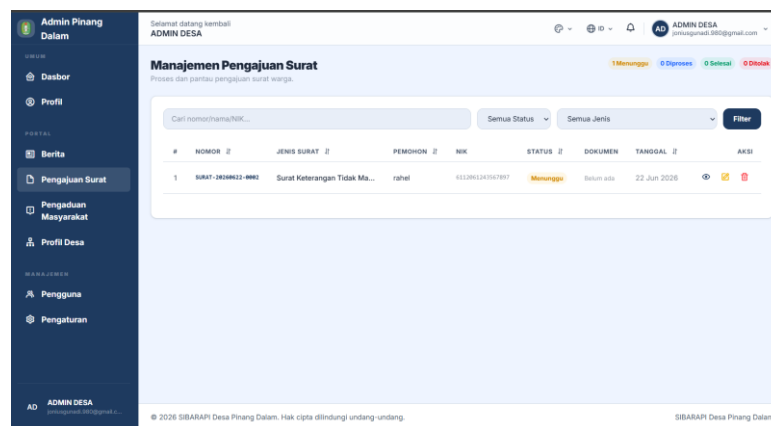 Admin Pinang Dalam
Selamat datang kembali
ADMIN DESA
ID
AD
ADMIN DESA
joniusgunadi.980@gmail.com
UMUM
Dasbor
Profil
PORTAL
Berita
Pengajuan Surat
Pengaduan Masyarakat
Profil Desa
MANAJEMEN
Pengguna
Pengaturan
AD
ADMIN DESA
joniusgunadi.980@gmail.c...
Manajemen Pengajuan Surat
Proses dan pantau pengajuan surat warga.
1 Menunggu 0 Diproses 0 Selesai 0 Ditolak
Cari nomor/nama/NIK... Semua Status Semua Jenis Filter
# NOMOR JENIS SURAT PEMOHON NIK STATUS DOKUMEN TANGGAL AKSI
1 SURAT-20260622-0002 Surat Keterangan Tidak Ma... rahel Menunggu Belum ada 22 Jun 2026
© 2026 SIBARAPI Desa Pinang Dalam. Hak cipta dilindungi undang-undang.
SIBARAPI Desa Pinang Dalam